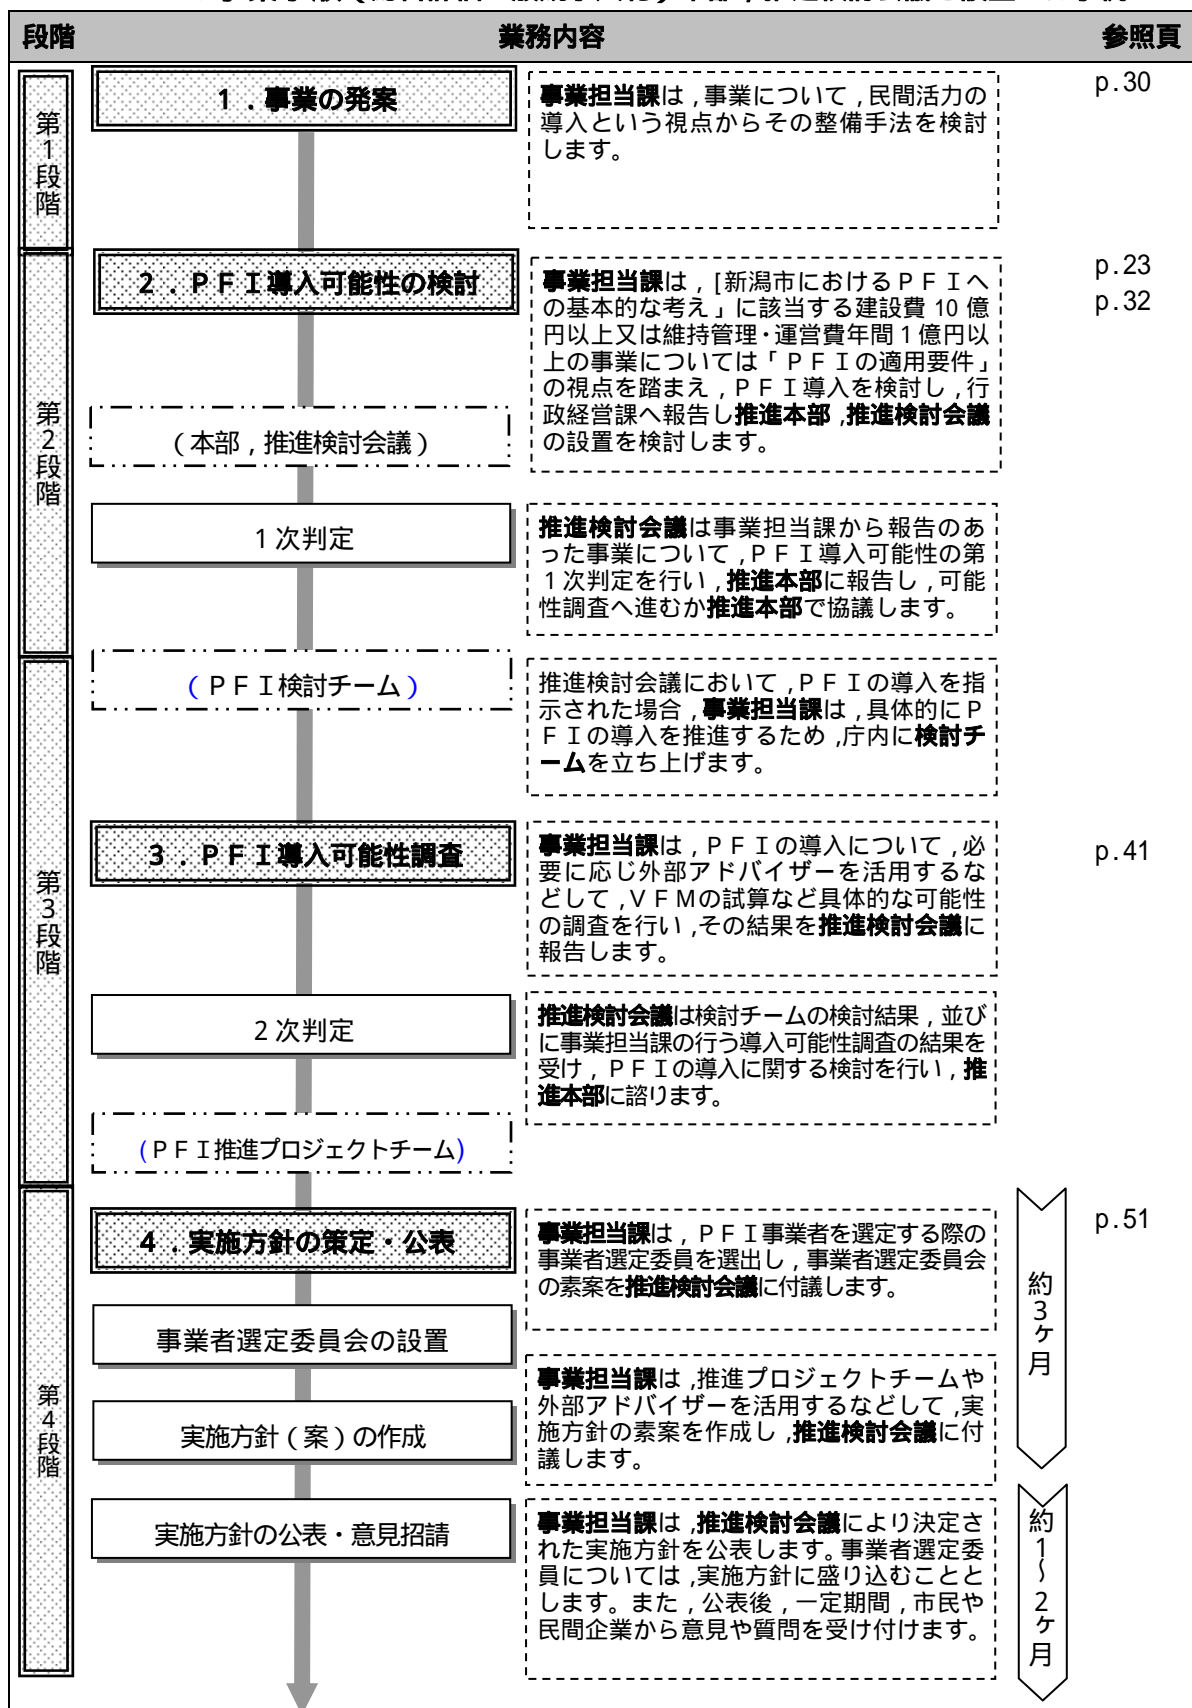 段階 業務内容 参照頁
第1段階
1．事業の発案
事業担当課は，事業について，民間活力の
導入という視点からその整備手法を検討
します。
p.30
第2段階
2．ＰＦＩ導入可能性の検討
事業担当課は，[新潟市におけるＰＦＩへ
の基本的な考え」に該当する建設費 10 億
円以上又は維持管理・運営費年間１億円以
上の事業については「ＰＦＩの適用要件」
の視点を踏まえ，ＰＦＩ導入を検討し，行
政経営課へ報告し推進本部，推進検討会議
の設置を検討します。
p.23
p.32
（本部，推進検討会議）
1次判定
推進検討会議は事業担当課から報告のあ
った事業について，ＰＦＩ導入可能性の第
１次判定を行い，推進本部に報告し，可能
性調査へ進むか推進本部で協議します。
第3段階
（ＰＦＩ検討チーム）
推進検討会議において，ＰＦＩの導入を指
示された場合，事業担当課は，具体的にＰ
ＦＩの導入を推進するため，庁内に検討チ
ームを立ち上げます。
3．ＰＦＩ導入可能性調査
事業担当課は，ＰＦＩの導入について，必
要に応じ外部アドバイザーを活用するな
どして，ＶＦＭの試算など具体的な可能性
の調査を行い，その結果を推進検討会議に
報告します。
p.41
2次判定
推進検討会議は検討チームの検討結果，並び
に事業担当課の行う導入可能性調査の結果を
受け，ＰＦＩの導入に関する検討を行い，推
進本部に諮ります。
（ＰＦＩ推進プロジェクトチーム）
第4段階
4．実施方針の策定・公表
事業担当課は，ＰＦＩ事業者を選定する際の
事業者選定委員を選出し，事業者選定委員会
の素案を推進検討会議に付議します。
p.51
約3ヶ月
事業者選定委員会の設置
実施方針（案）の作成
事業担当課は，推進プロジェクトチームや
外部アドバイザーを活用するなどして，実
施方針の素案を作成し，推進検討会議に付
議します。
実施方針の公表・意見招請
事業担当課は，推進検討会議により決定さ
れた実施方針を公表します。事業者選定委
員については，実施方針に盛り込むことと
します。また，公表後，一定期間，市民や
民間企業から意見や質問を受け付けます。
約1～2ヶ月